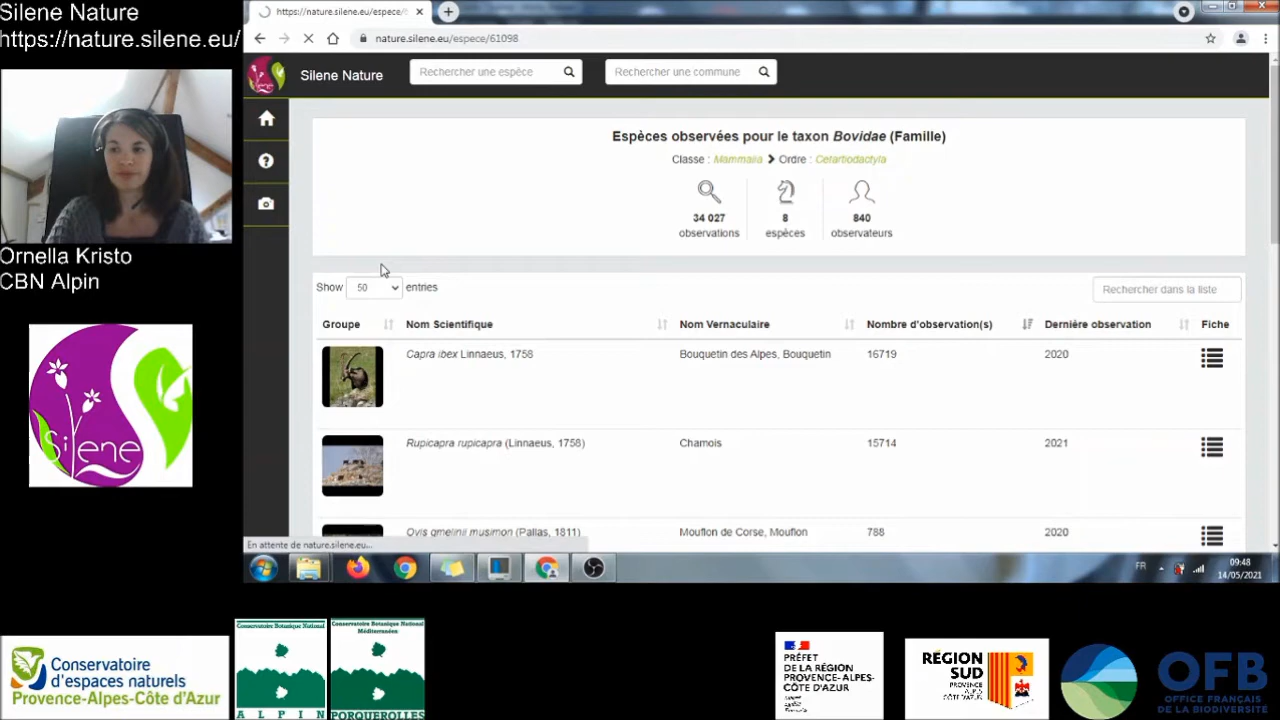 Silene Nature
https://nature.silene.eu/
Ornella Kristo
CBN Alpin
Silene
https://nature.silene.eu/espece/
nature.silene.eu/espece/61098
Silene Nature
Rechercher une espèce
Rechercher une commune
Espèces observées pour le taxon Bovidae (Famille)
Classe : Mammalia > Ordre : Cetartiodactyla
34 027 8 840
observations espèces observateurs
Show 50 entries
Rechercher dans la liste
Groupe Nom Scientifique Nom Vernaculaire Nombre d'observation(s) Dernière observation Fiche
Capra ibex Linnaeus, 1758 Bouquetin des Alpes, Bouquetin 16719 2020
Rupicapra rupicapra (Linnaeus, 1758) Chamois 15714 2021
Ovis gmelinii musimon (Pallas, 1811) Mouflon de Corse, Mouflon 788 2020
En attente de nature.silene.eu...
FR
09:48
14/05/2021
Conservatoire
d'espaces naturels
Provence-Alpes-Côte d'Azur
Conservatoire Botanique National
ALPIN
Conservatoire Botanique National
Méditerranéen
PORQUEROLLES
PRÉFET
DE LA RÉGION
PROVENCE-ALPES-
CÔTE D'AZUR
RÉGION
SUD
PROVENCE
ALPES
CÔTE D'AZUR
OFB
OFFICE FRANÇAIS
DE LA BIODIVERSITÉ